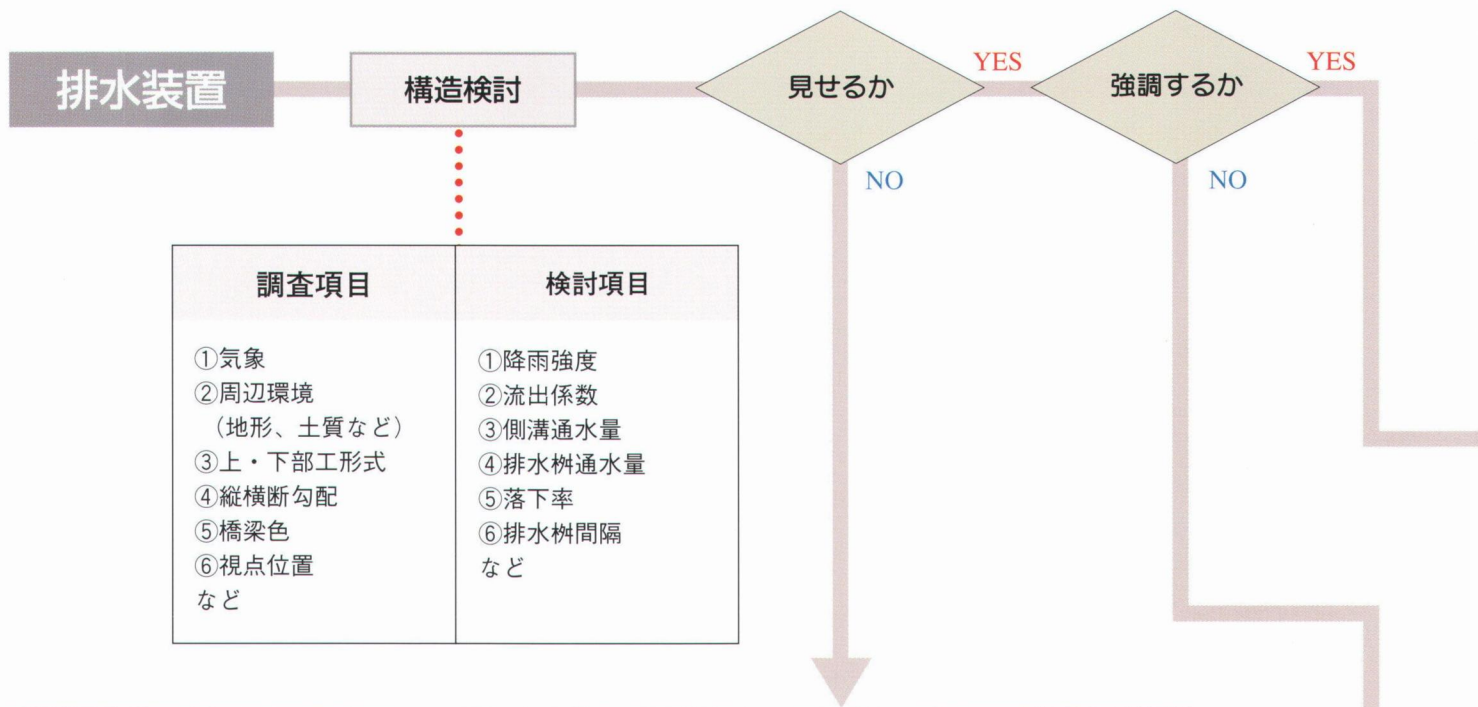 排水装置
構造検討
見せるか
YES
強調するか
YES
NO
NO
調査項目
①気象
②周辺環境
（地形、土質など）
③上・下部工形式
④縦横断勾配
⑤橋梁色
⑥視点位置
など
検討項目
①降雨強度
②流出係数
③側溝通水量
④排水桝通水量
⑤落下率
⑥排水桝間隔
など